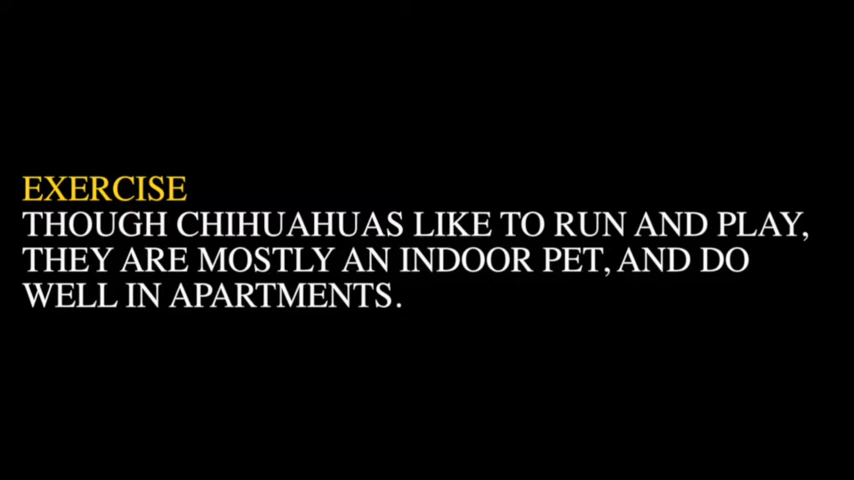 EXERCISE
THOUGH CHIHUAHUAS LIKE TO RUN AND PLAY,
THEY ARE MOSTLY AN INDOOR PET, AND DO
WELL IN APARTMENTS.